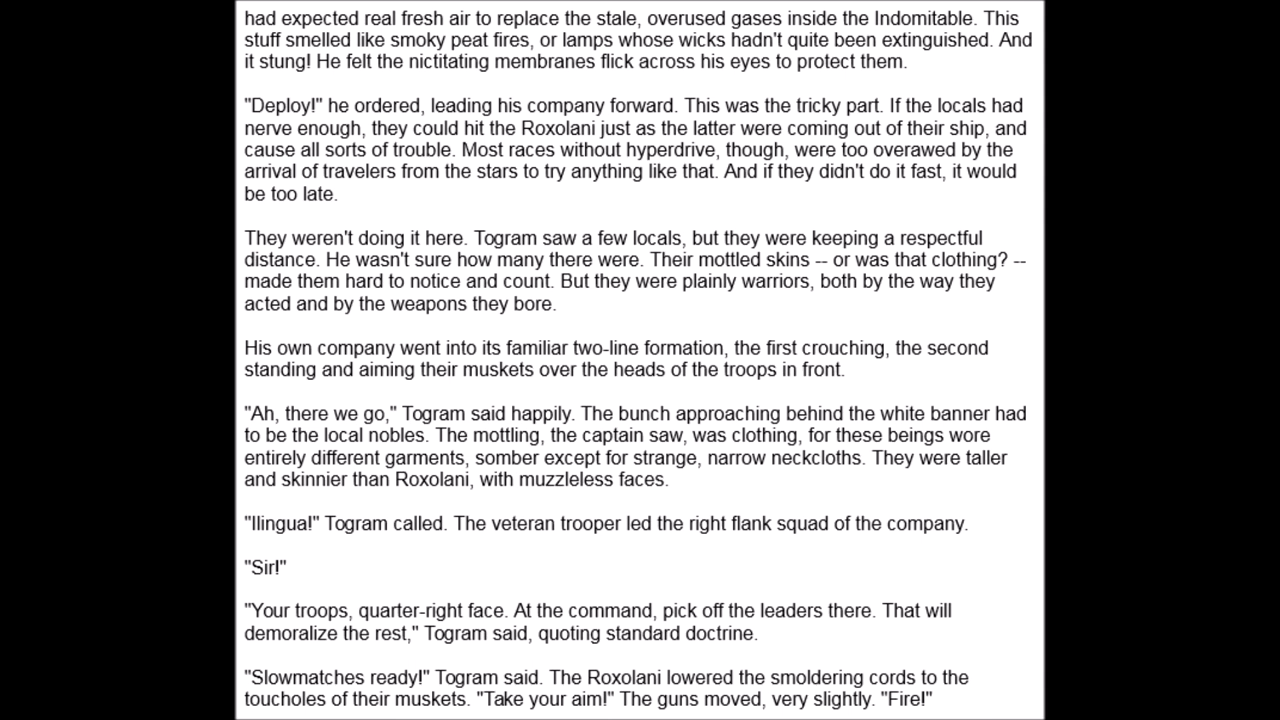 had expected real fresh air to replace the stale, overused gases inside the Indomitable. This
stuff smelled like smoky peat fires, or lamps whose wicks hadn't quite been extinguished. And
it stung! He felt the nictitating membranes flick across his eyes to protect them.
"Deploy!" he ordered, leading his company forward. This was the tricky part. If the locals had
nerve enough, they could hit the Roxolani just as the latter were coming out of their ship, and
cause all sorts of trouble. Most races without hyperdrive, though, were too overawed by the
arrival of travelers from the stars to try anything like that. And if they didn't do it fast, it would
be too late.
They weren't doing it here. Togram saw a few locals, but they were keeping a respectful
distance. He wasn't sure how many there were. Their mottled skins -- or was that clothing? --
made them hard to notice and count. But they were plainly warriors, both by the way they
acted and by the weapons they bore.
His own company went into its familiar two-line formation, the first crouching, the second
standing and aiming their muskets over the heads of the troops in front.
"Ah, there we go," Togram said happily. The bunch approaching behind the white banner had
to be the local nobles. The mottling, the captain saw, was clothing, for these beings wore
entirely different garments, somber except for strange, narrow neckcloths. They were taller
and skinnier than Roxolani, with muzzleless faces.
"Ilingua!" Togram called. The veteran trooper led the right flank squad of the company.
"Sir!"
"Your troops, quarter-right face. At the command, pick off the leaders there. That will
demoralize the rest," Togram said, quoting standard doctrine.
"Slowmatches ready!" Togram said. The Roxolani lowered the smoldering cords to the
toucholes of their muskets. "Take your aim!" The guns moved, very slightly. "Fire!"